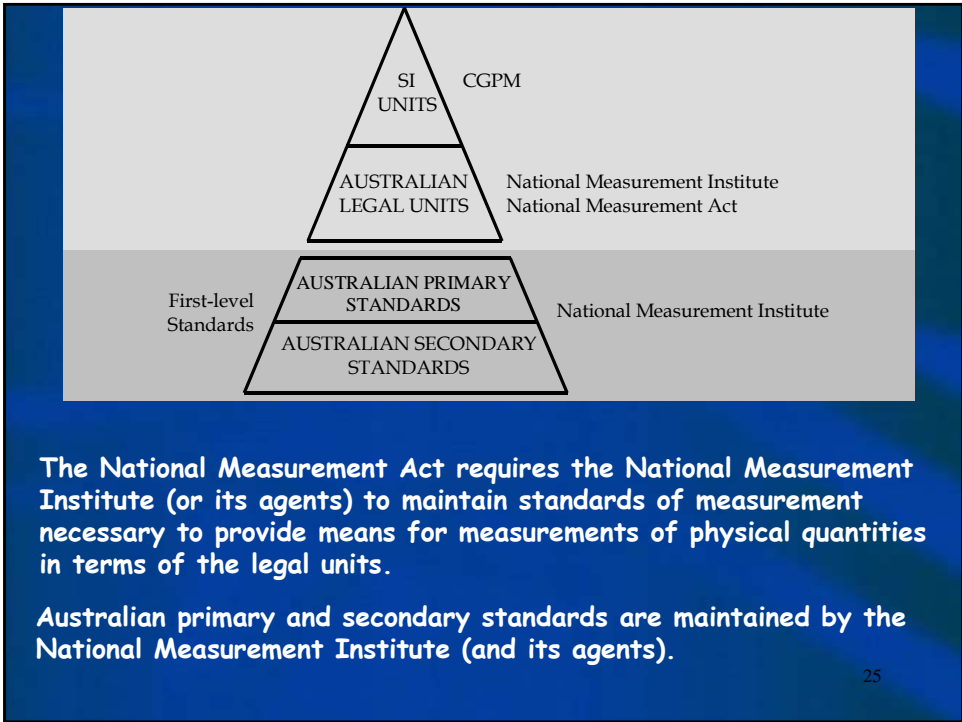 SI
UNITS
CGPM
AUSTRALIAN
LEGAL UNITS
National Measurement Institute
National Measurement Act
First-level
Standards
AUSTRALIAN PRIMARY
STANDARDS
National Measurement Institute
AUSTRALIAN SECONDARY
STANDARDS
The National Measurement Act requires the National Measurement
Institute (or its agents) to maintain standards of measurement
necessary to provide means for measurements of physical quantities
in terms of the legal units.
Australian primary and secondary standards are maintained by the
National Measurement Institute (and its agents).
25